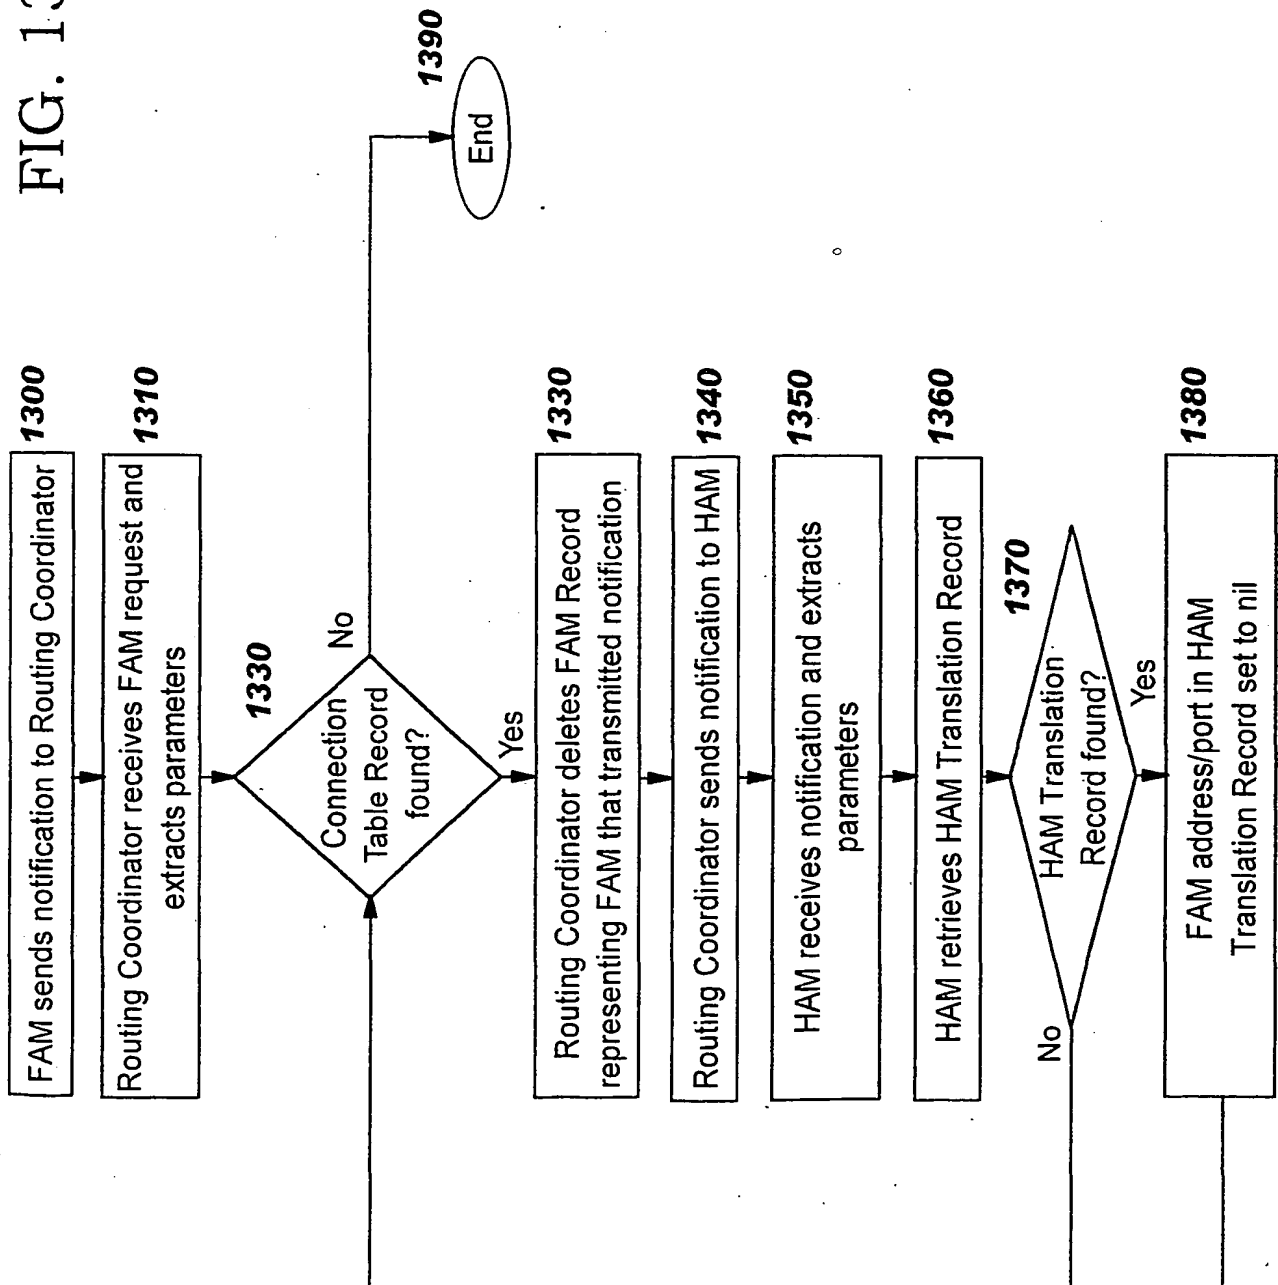 FIG. 13
1300
FAM sends notification to Routing Coordinator
1310
Routing Coordinator receives FAM request and
extracts parameters
1330
Connection
Table Record
found?
No
1390
End
Yes
1330
Routing Coordinator deletes FAM Record
representing FAM that transmitted notification
1340
Routing Coordinator sends notification to HAM
1350
HAM receives notification and extracts
parameters
1360
HAM retrieves HAM Translation Record
1370
HAM Translation
Record found?
No
Yes
1380
FAM address/port in HAM
Translation Record set to nil